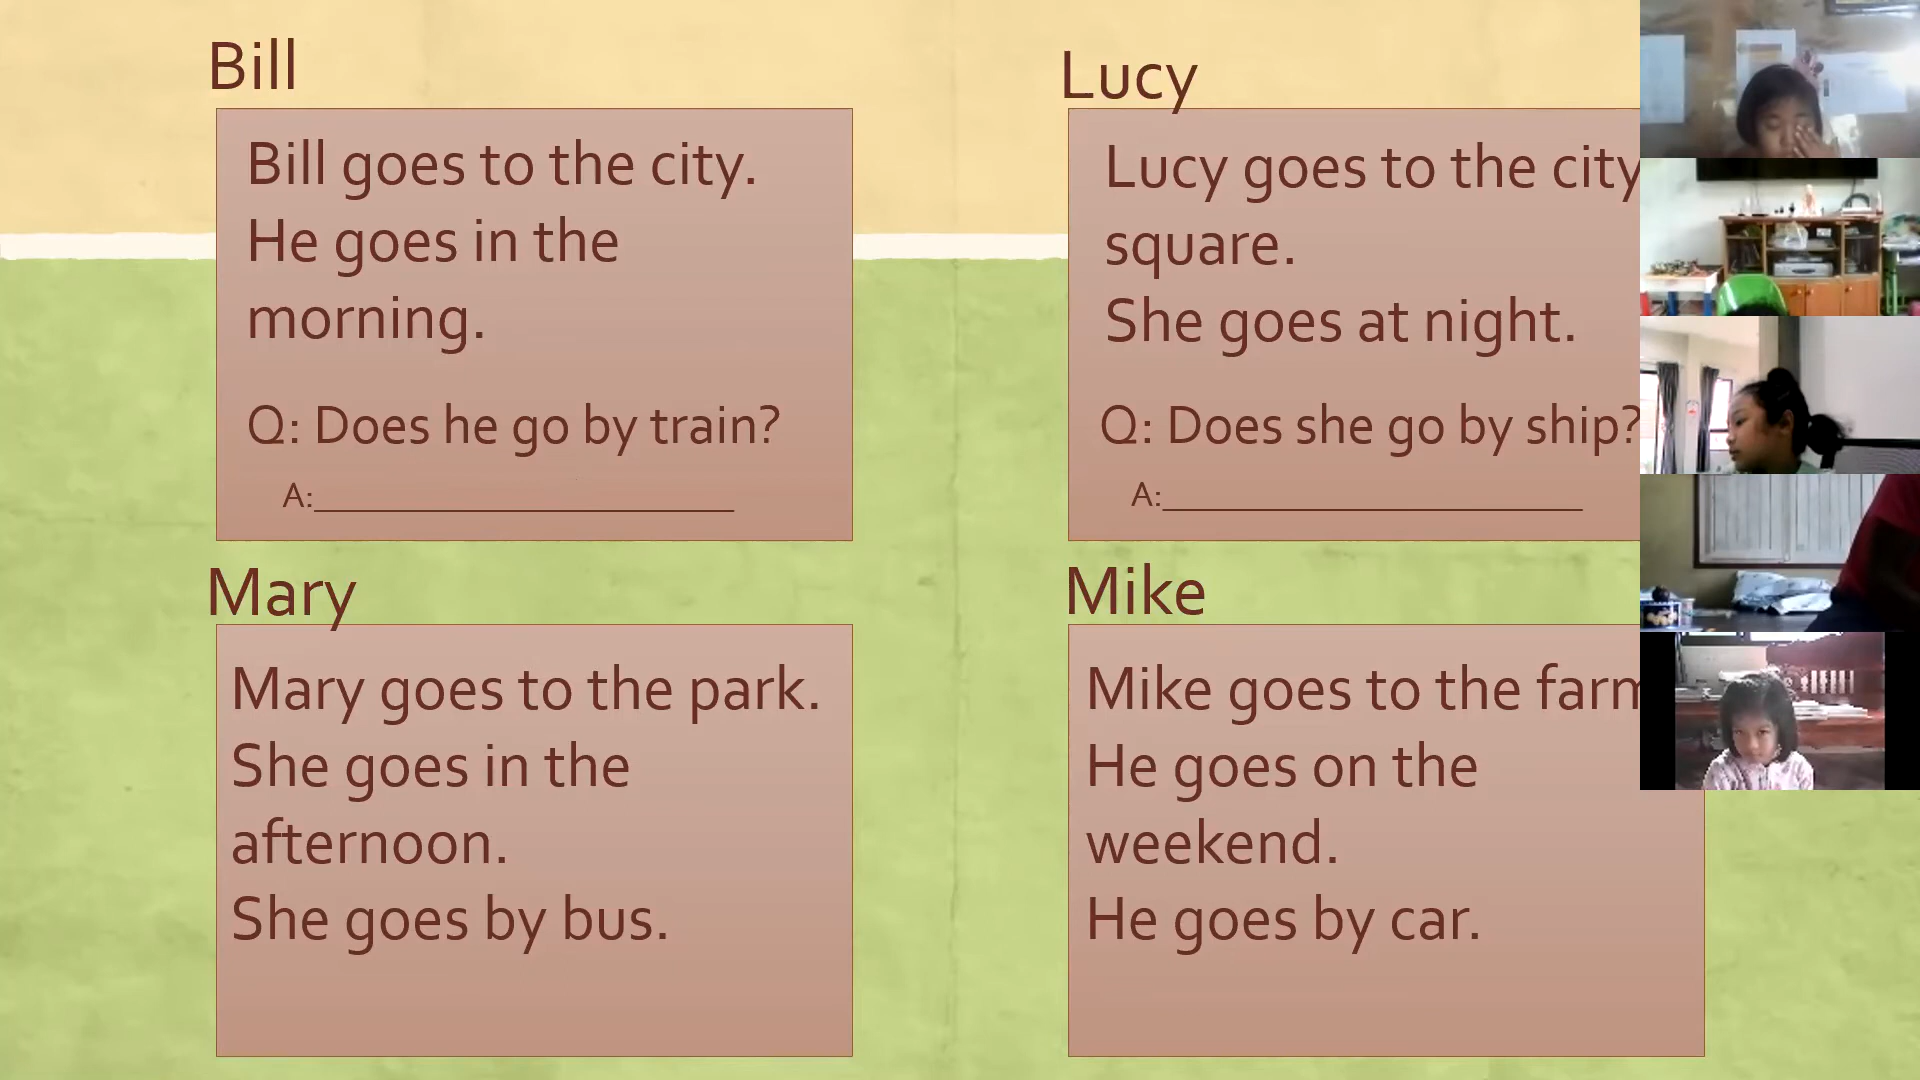 Bill
Bill goes to the city.
He goes in the
morning.
Q: Does he go by train?
A:
Lucy
Lucy goes to the city
square.
She goes at night.
Q: Does she go by ship?
A:
Mary
Mary goes to the park.
She goes in the
afternoon.
She goes by bus.
Mike
Mike goes to the farm
He goes on the
weekend.
He goes by car.